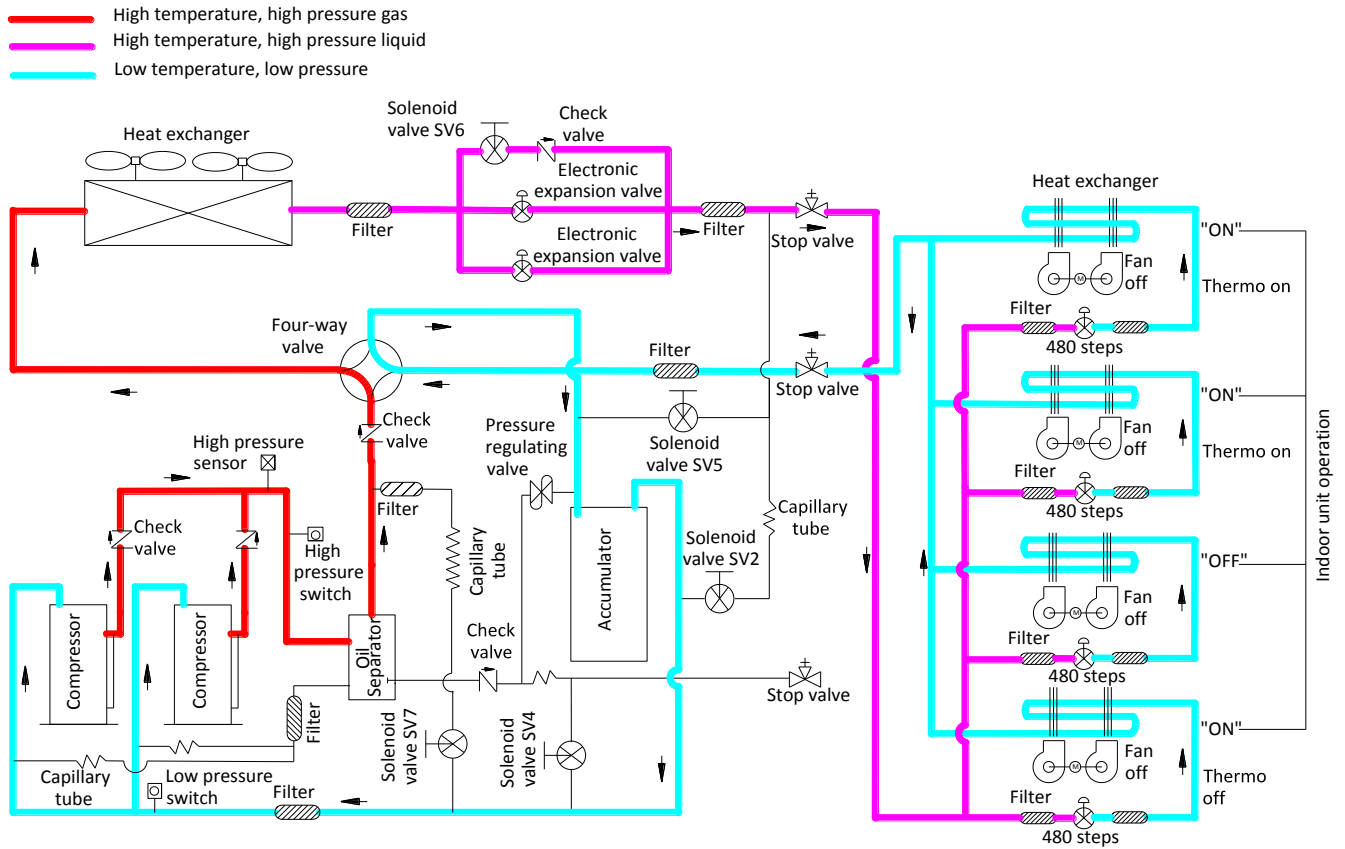 High temperature, high pressure gas
High temperature, high pressure liquid
Low temperature, low pressure
Heat exchanger
Solenoid
valve SV6
Check
valve
Electronic
expansion valve
Filter
Filter
Electronic
expansion valve
Stop valve
Heat exchanger
"ON"
Fan
off
Thermo on
Filter
480 steps
Four-way
valve
Filter
Stop valve
"ON"
Fan
off
Thermo on
Filter
480 steps
Check
valve
Pressure
regulating
valve
Solenoid
valve SV5
High pressure
sensor
Check
valve
High
pressure
switch
Filter
Capillary
tube
Accumulator
Solenoid
valve SV2
Capillary
tube
"OFF"
Fan
off
Filter
480 steps
Indoor unit operation
Compressor
Compressor
Oil
Separator
Check
valve
Stop valve
Filter
Solenoid
valve SV7
Solenoid
valve SV4
Capillary
tube
Low pressure
switch
Filter
"ON"
Fan
off
Thermo
off
Filter
480 steps
M
M
M
M